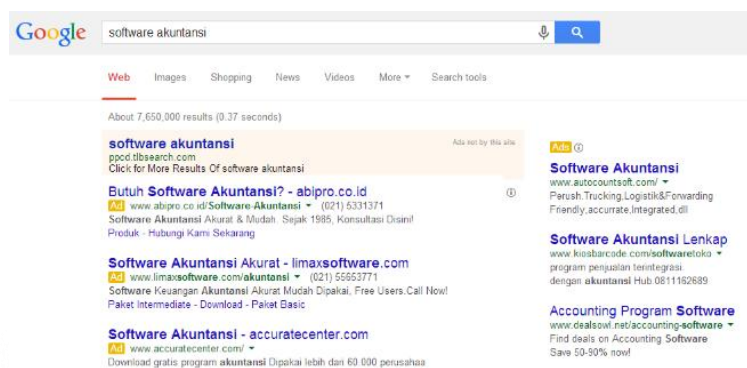 Google
software akuntansi
Web Images Shopping News Videos More Search tools
About 7,650,000 results (0.37 seconds)
software akuntansi
Ads not by this site
ppcd.tlbsearch.com
Click for More Results Of software akuntansi
Butuh Software Akuntansi? - abipro.co.id
Ad www.abipro.co.id/Software-Akuntansi (021) 5331371
Software Akuntansi Akurat & Mudah. Sejak 1985, Konsultasi Disini!
Produk - Hubungi Kami Sekarang
Software Akuntansi Akurat - limaxsoftware.com
Ad www.limaxsoftware.com/akuntansi (021) 55653771
Software Keuangan Akuntansi Akurat Mudah Dipakai, Free Users.Call Now!
Paket Intermediate - Download - Paket Basic
Software Akuntansi - accuratecenter.com
Ad www.accuratecenter.com/
Download gratis program akuntansi Dipakai lebih dari 60.000 perusahaa
Ads
Software Akuntansi
www.autocountsoft.com/
Perush.Trucking,Logistik&Forwarding
Friendly,accurrate,Integrated,dll
Software Akuntansi Lenkap
www.kiosbarcode.com/softwaretoko
program penjualan terintegrasi.
dengan akuntansi Hub.0811162689
Accounting Program Software
www.dealsowl.net/accounting-software
Find deals on Accounting Software
Save 50-90% now!